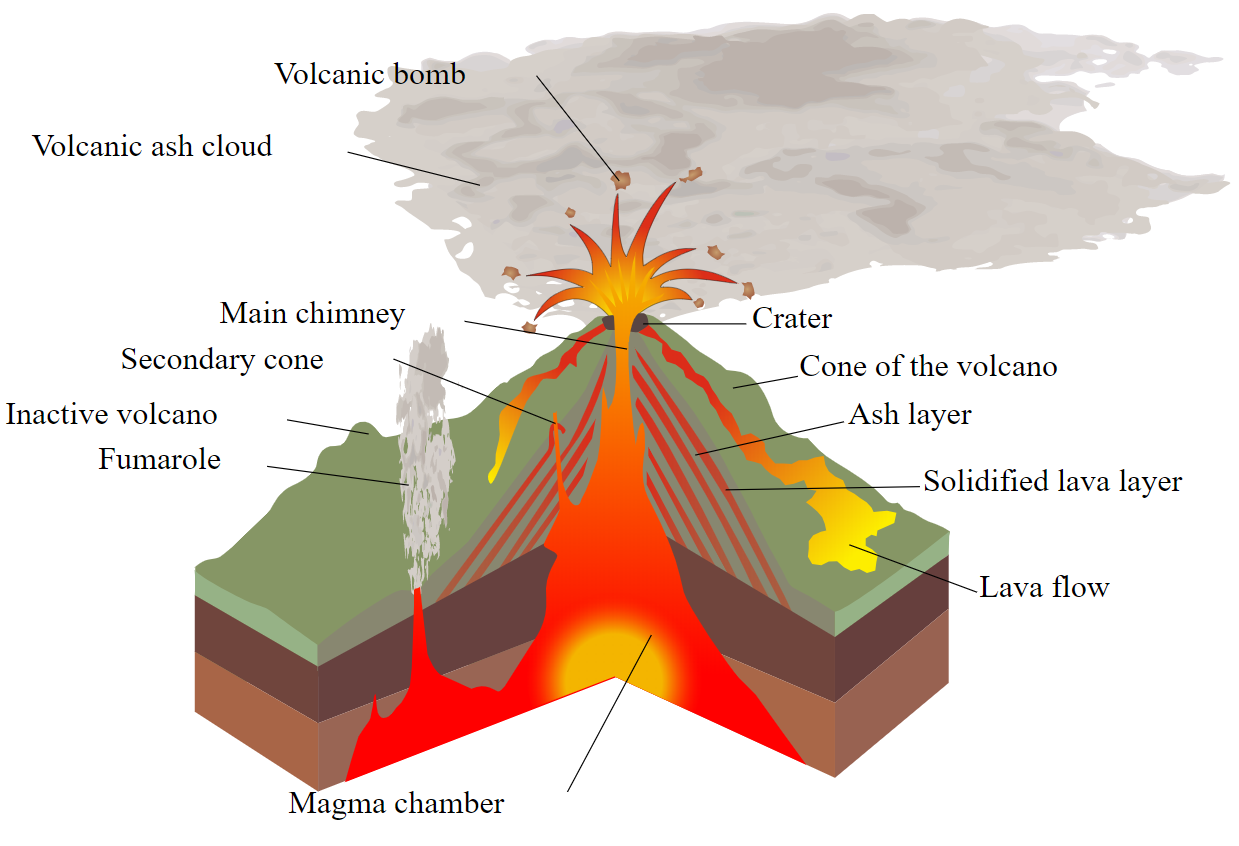 Volcanic bomb
Volcanic ash cloud
Main chimney
Crater
Secondary cone
Cone of the volcano
Inactive volcano
Ash layer
Fumarole
Solidified lava layer
Lava flow
Magma chamber